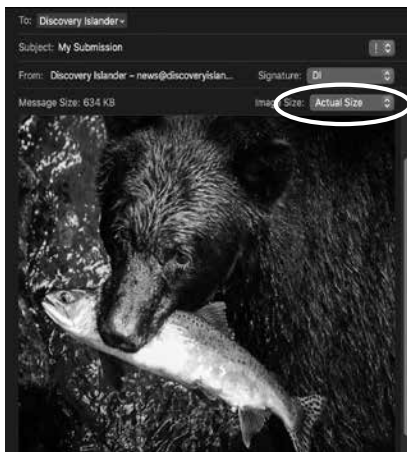 To: Discovery Islander
Subject: My Submission
From: Discovery Islander – news@discoveryislan... Signature: DI
Message Size: 634 KB Image Size: Actual Size